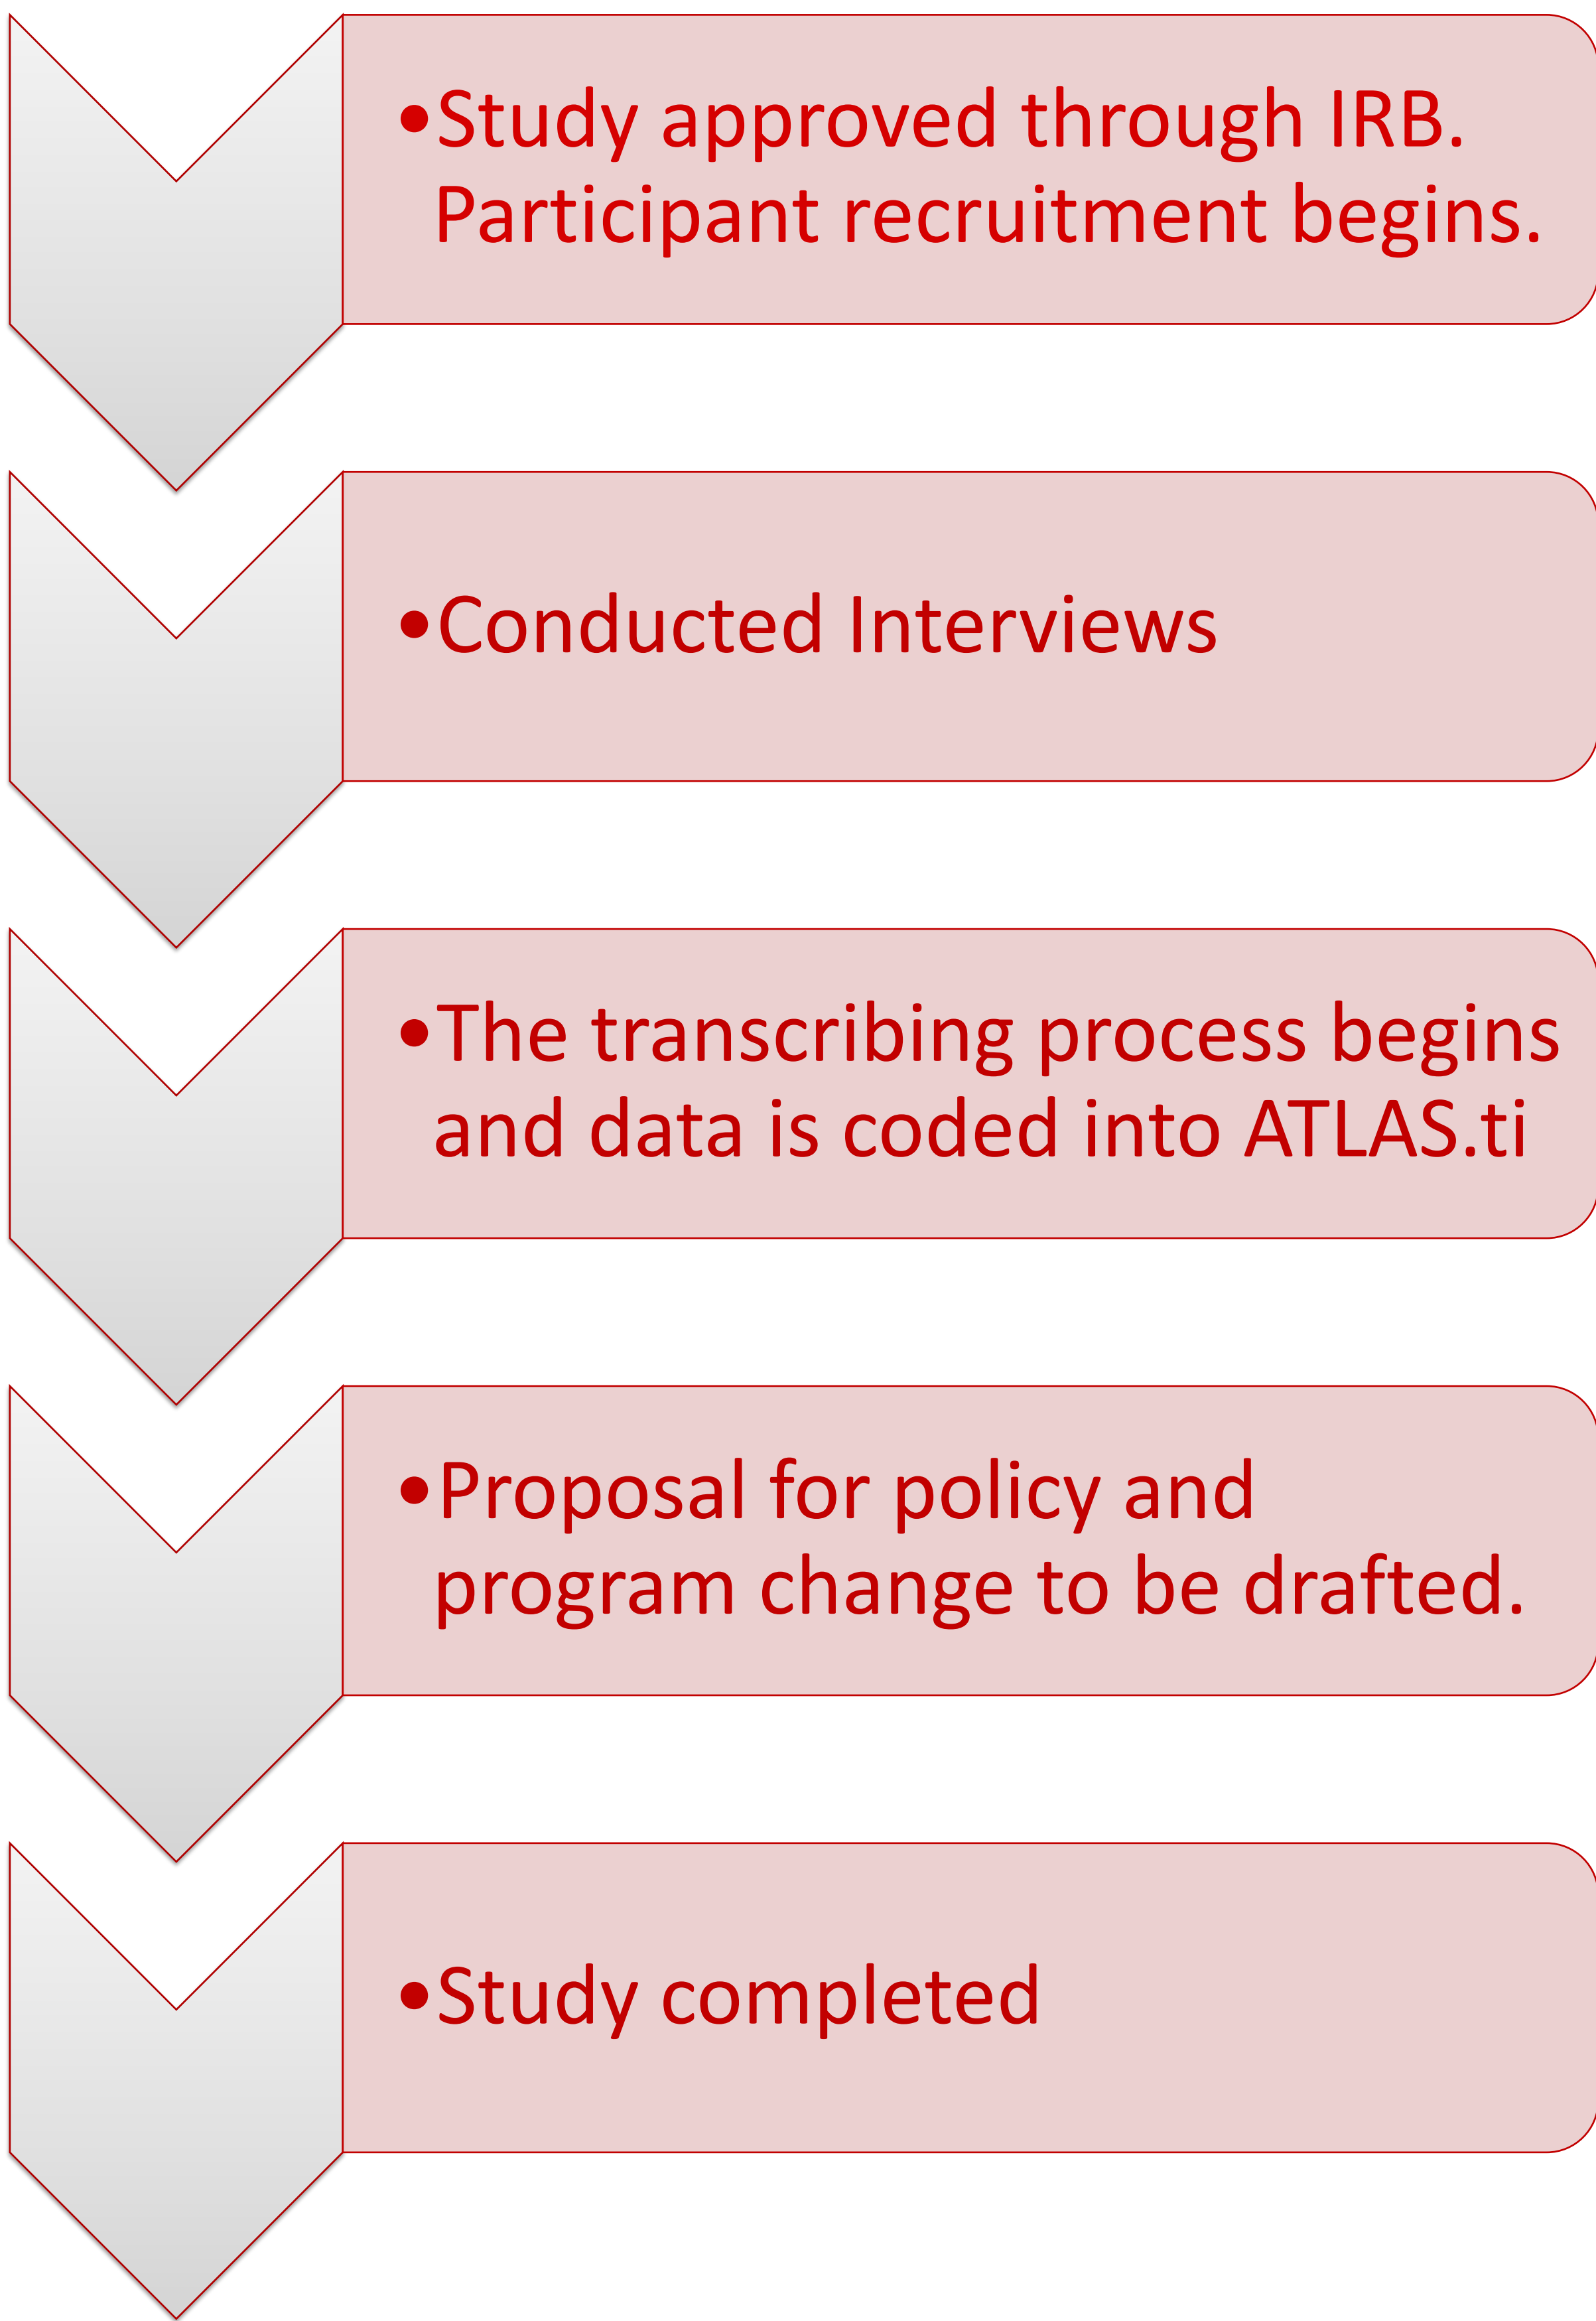 •Study approved through IRB.
Participant recruitment begins.
•Conducted Interviews
•The transcribing process begins
and data is coded into ATLAS.ti
•Proposal for policy and
program change to be drafted.
•Study completed